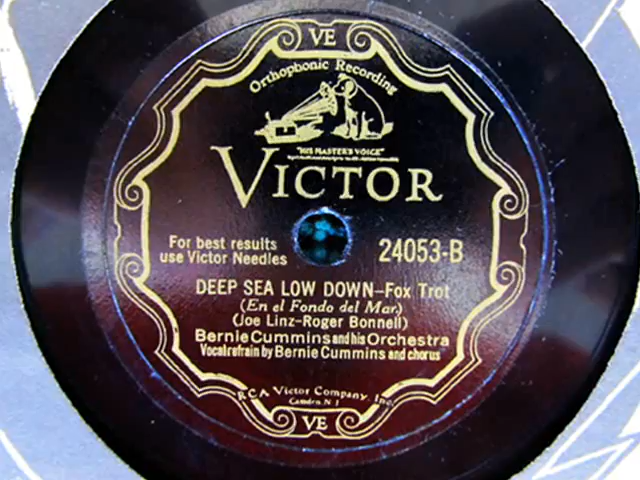 VE
Orthophonic Recording
"HIS MASTER'S VOICE"
VICTOR
For best results
use Victor Needles
24053-B
DEEP SEA LOW DOWN-Fox Trot
(En el Fondo del Mar)
(Joe Linz-Roger Bonnell)
Bernie Cummins and his Orchestra
Vocal refrain by Bernie Cummins and chorus
RCA Victor Company, Inc.
Camden N J
VE